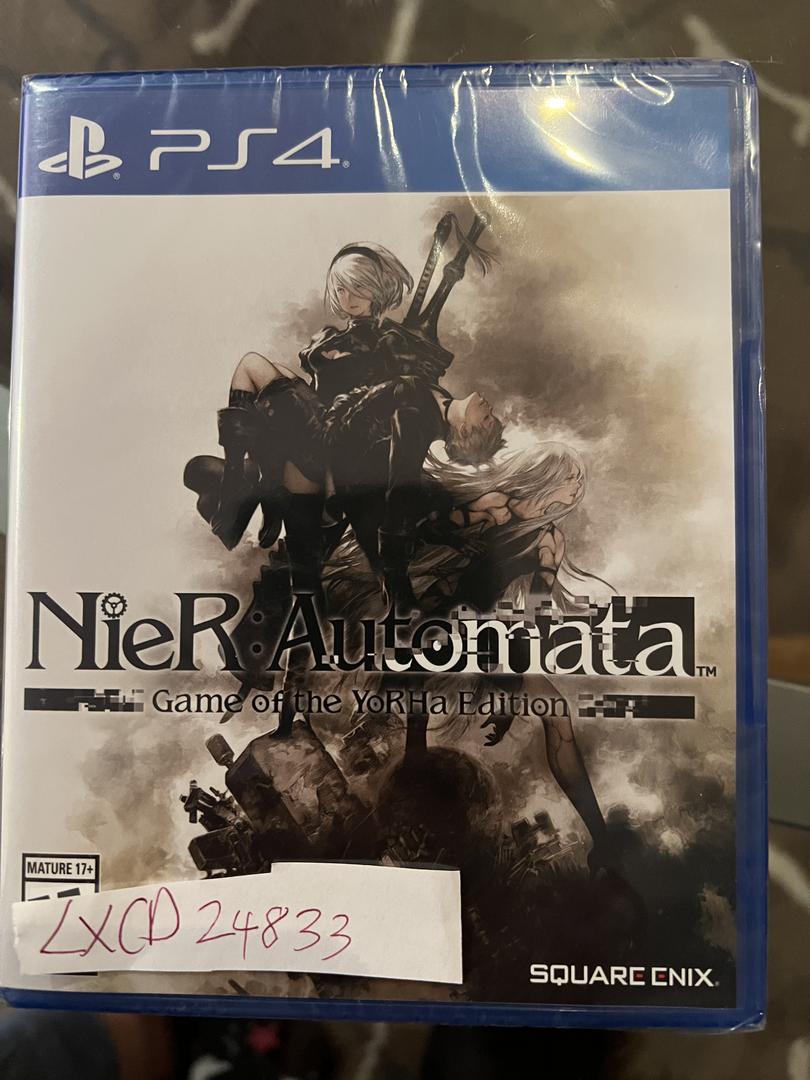 PS4
NieR:Automata™
Game of the YoRHa Edition
MATURE 17+
LXCD 24833
SQUARE ENIX